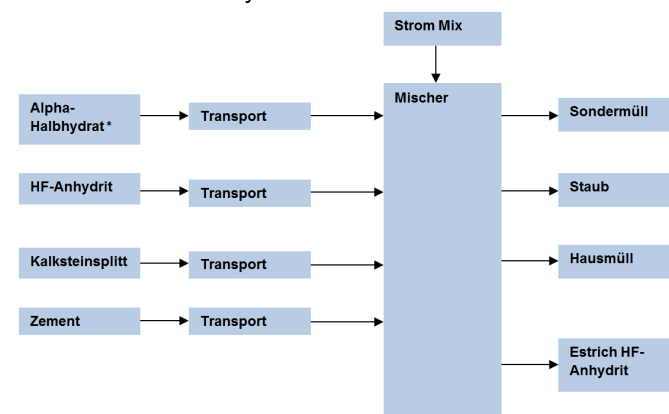 Strom Mix
Mischer
Alpha-
Halbhydrat *
Transport
Sondermüll
HF-Anhydrit
Transport
Staub
Kalksteinsplitt
Transport
Hausmüll
Zement
Transport
Estrich HF-
Anhydrit